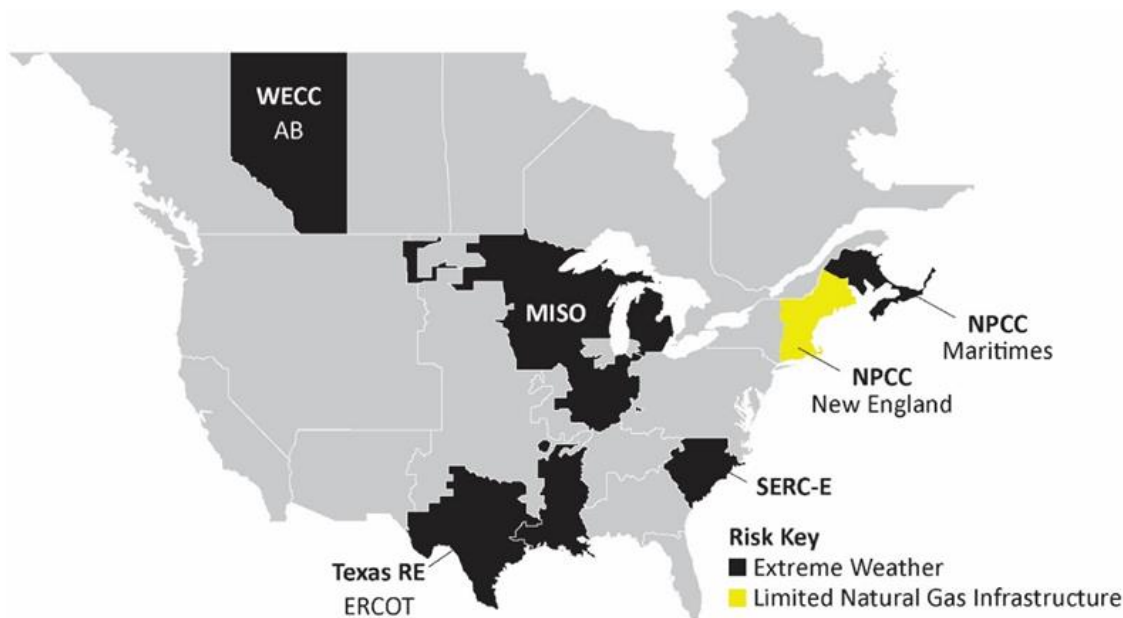 WECC
AB
MISO
NPCC
Maritimes
NPCC
New England
SERC-E
Texas RE
ERCOT
Risk Key
Extreme Weather
Limited Natural Gas Infrastructure